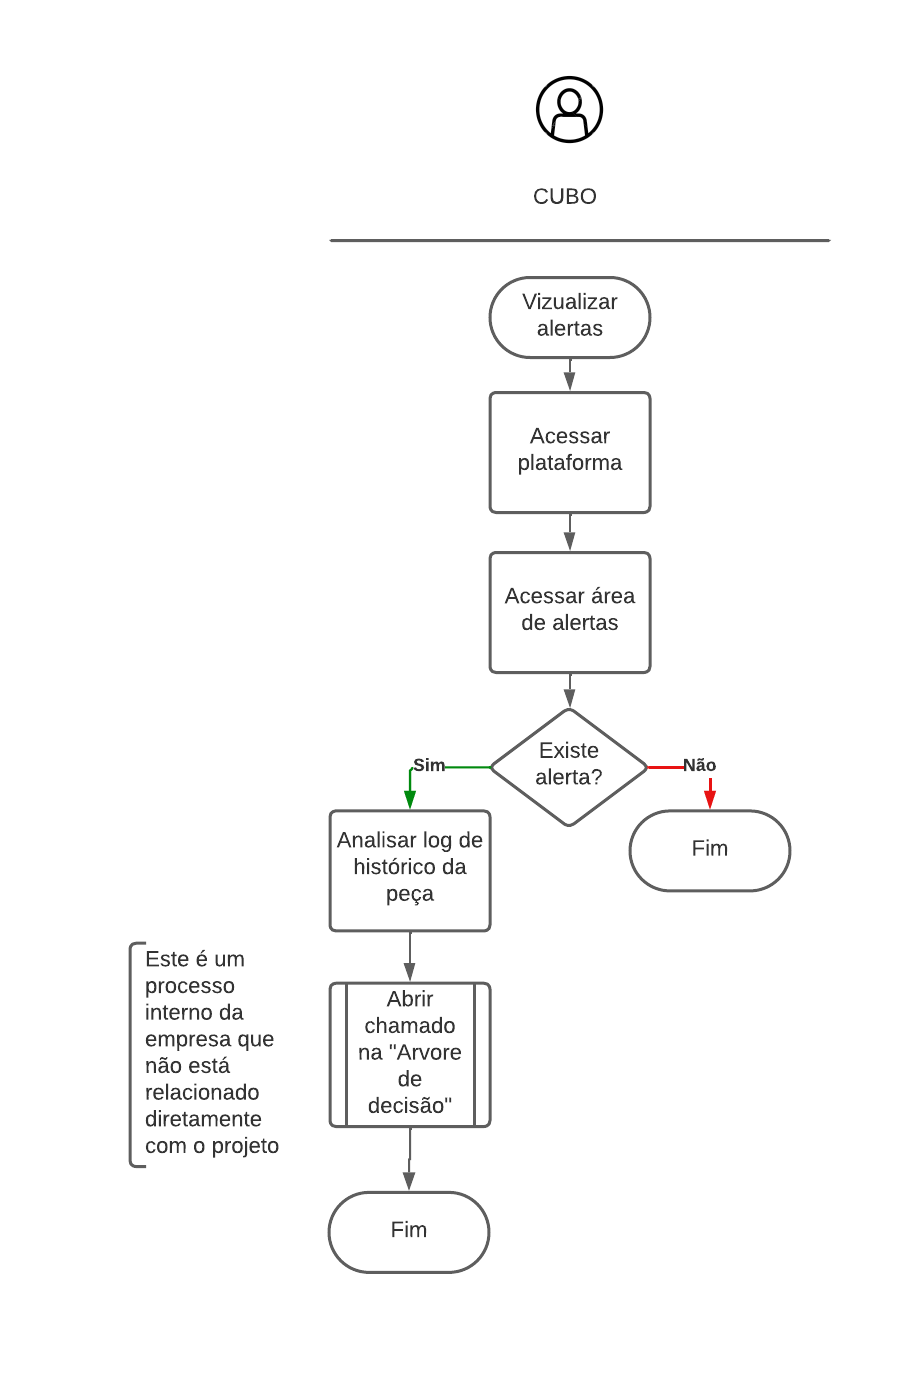 CUBO
Vizualizar
alertas
Acessar
plataforma
Acessar área
de alertas
Existe
alerta?
Sim
Não
Analisar log de
histórico da
peça
Fim
Este é um
processo
interno da
empresa que
não está
relacionado
diretamente
com o projeto
Abrir
chamado
na "Arvore
de
decisão"
Fim